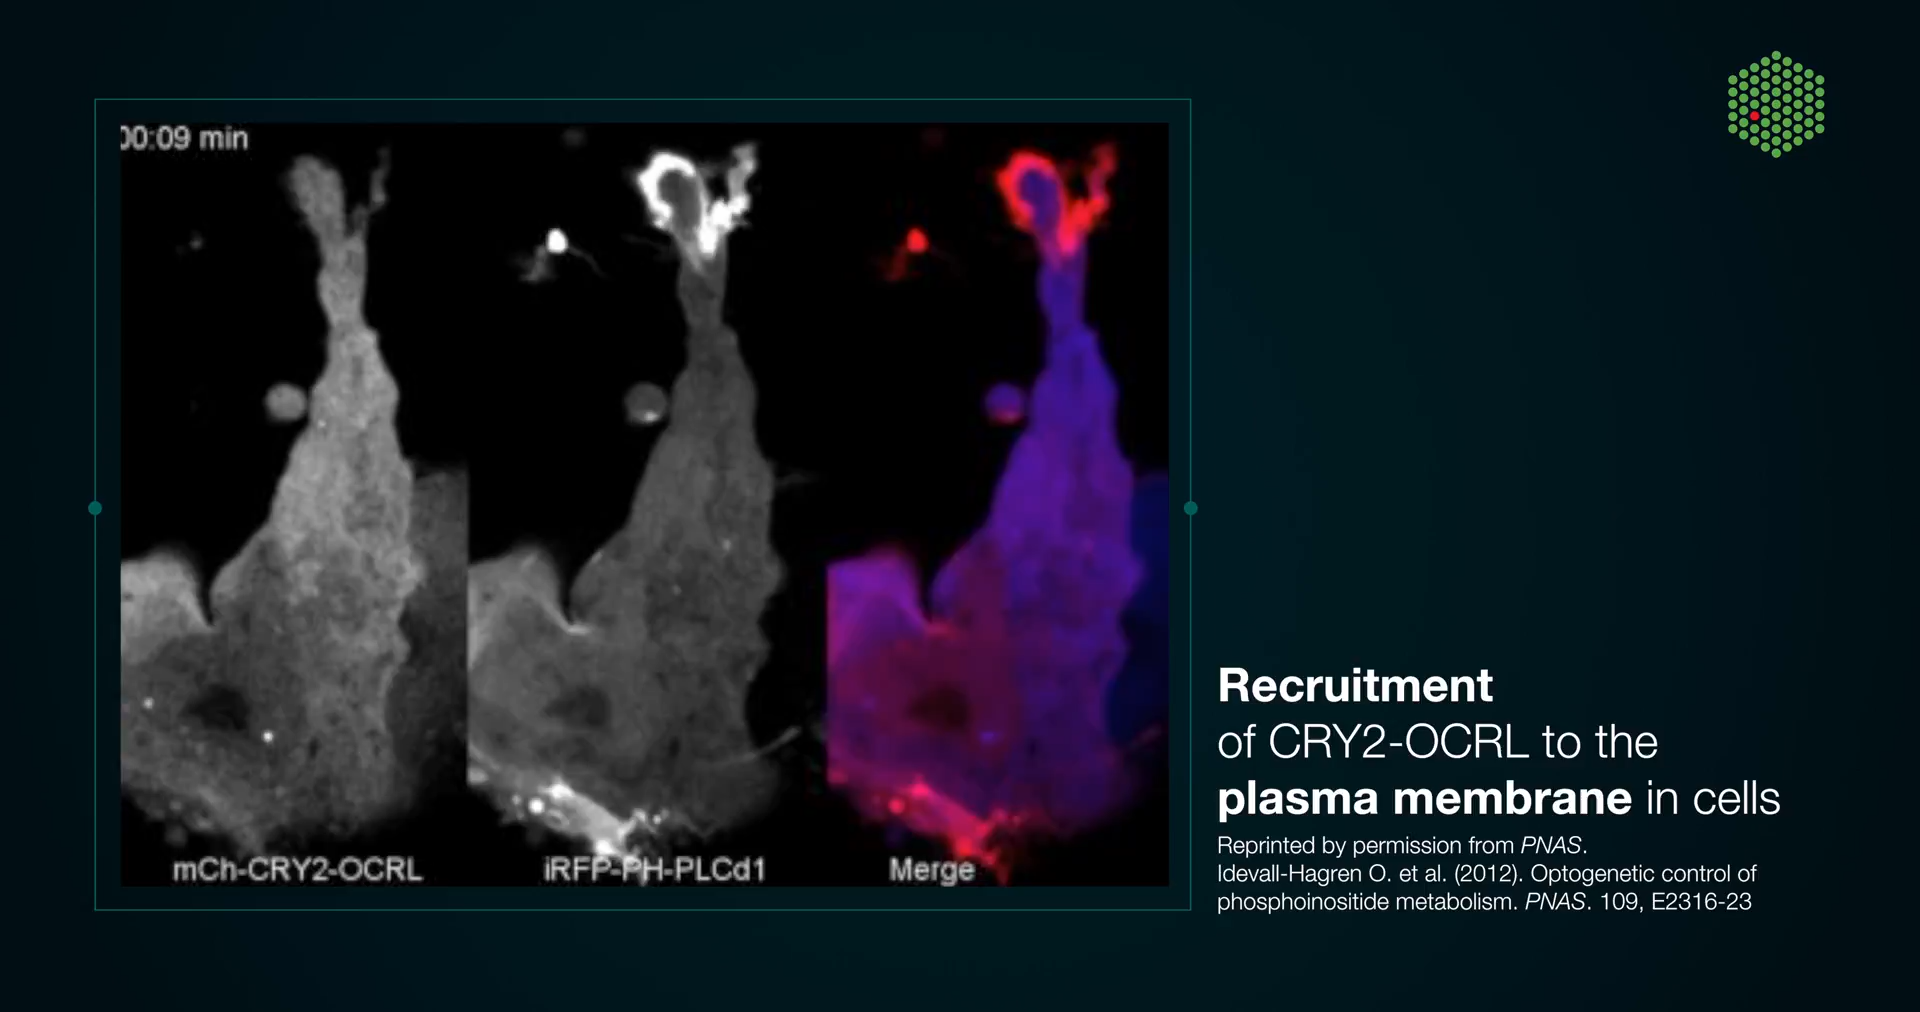 00:09 min
mCh-CRY2-OCRL
iRFP-PH-PLCd1
Merge
Recruitment
of CRY2-OCRL to the
plasma membrane in cells
Reprinted by permission from PNAS.
Idevall-Hagren O. et al. (2012). Optogenetic control of
phosphoinositide metabolism. PNAS. 109, E2316-23